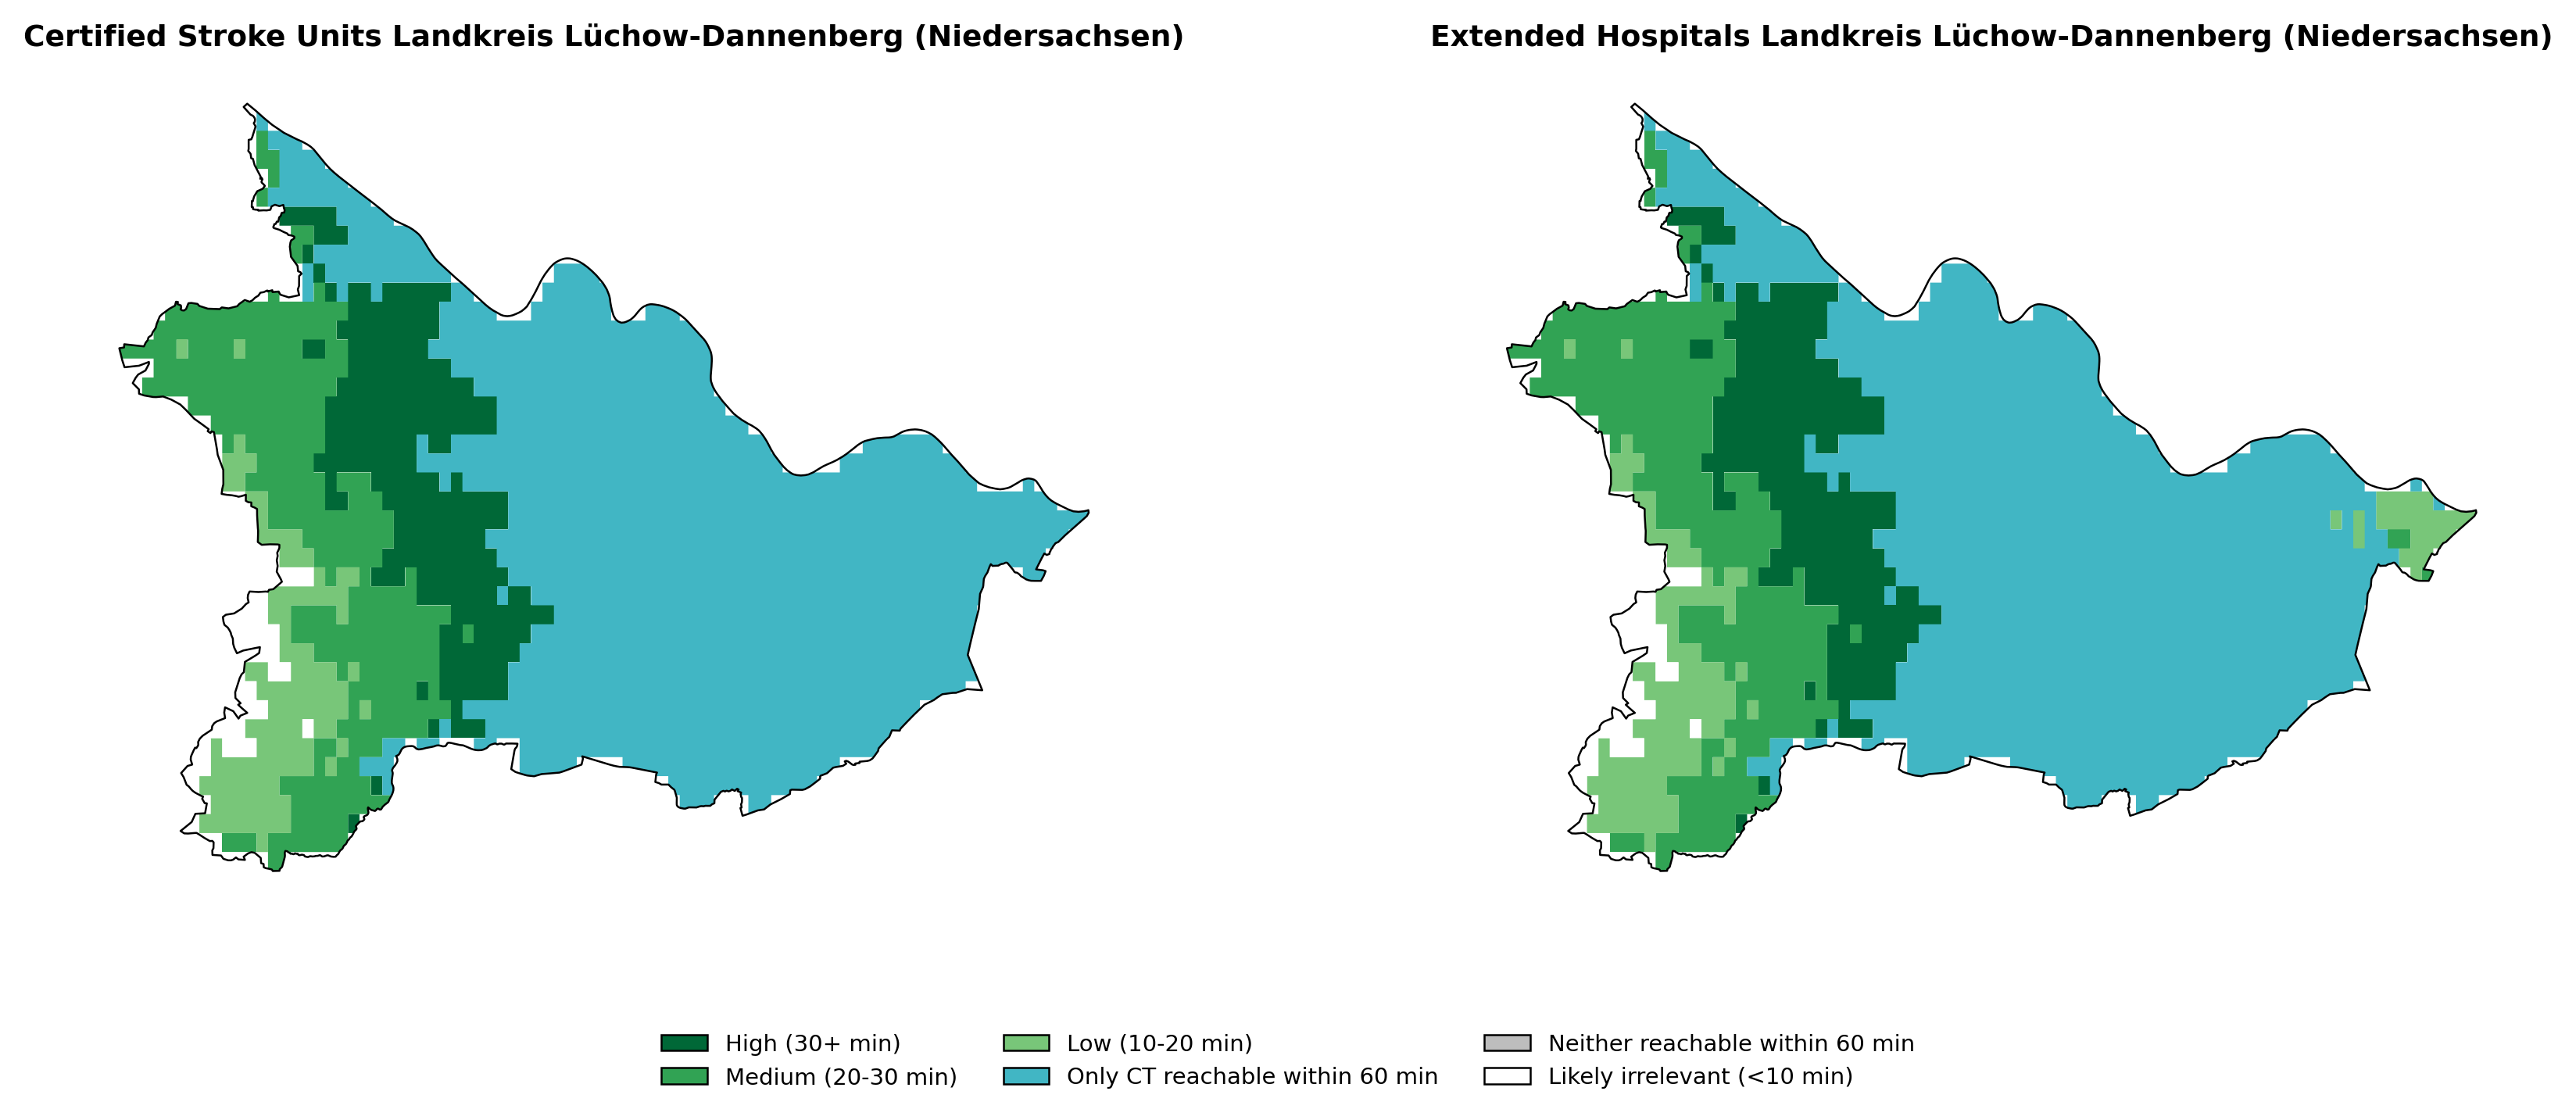 Certified Stroke Units Landkreis Lüchow-Dannenberg (Niedersachsen)
Extended Hospitals Landkreis Lüchow-Dannenberg (Niedersachsen)
High (30+ min)
Medium (20-30 min)
Low (10-20 min)
Only CT reachable within 60 min
Neither reachable within 60 min
Likely irrelevant (<10 min)